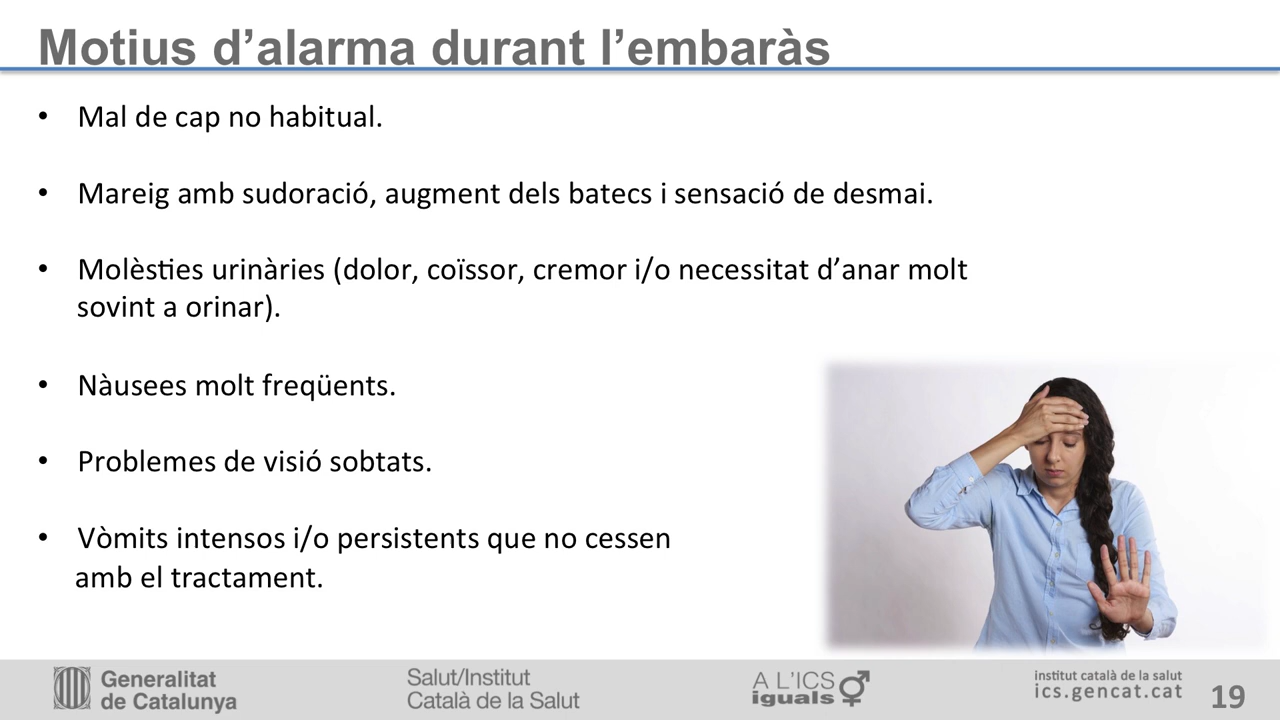 Motius d’alarma durant l’embaràs
• Mal de cap no habitual.
• Mareig amb sudoració, augment dels batecs i sensació de desmai.
• Molèsties urinàries (dolor, coïssor, cremor i/o necessitat d’anar molt
sovint a orinar).
• Nàusees molt freqüents.
• Problemes de visió sobtats.
• Vòmits intensos i/o persistents que no cessen
amb el tractament.
Generalitat
de Catalunya
Salut/Institut
Català de la Salut
A L'ICS
iguals
institut català de la salut
ics.gencat.cat
19